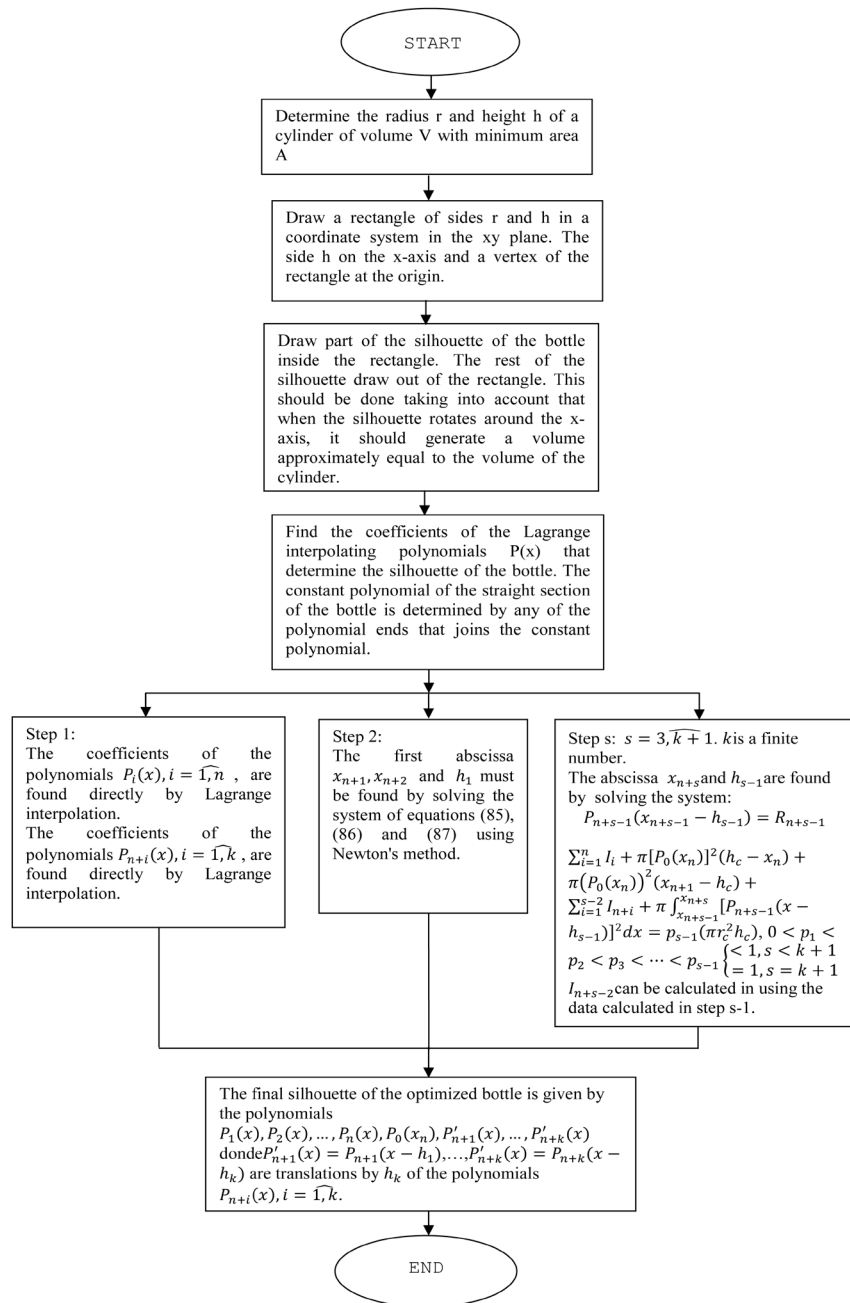 START
Determine the radius r and height h of a
cylinder of volume V with minimum area
A
Draw a rectangle of sides r and h in a
coordinate system in the xy plane. The
side h on the x-axis and a vertex of the
rectangle at the origin.
Draw part of the silhouette of the bottle
inside the rectangle. The rest of the
silhouette draw out of the rectangle. This
should be done taking into account that
when the silhouette rotates around the x-
axis, it should generate a volume
approximately equal to the volume of the
cylinder.
Find the coefficients of the Lagrange
interpolating polynomials P(x) that
determine the silhouette of the bottle. The
constant polynomial of the straight section
of the bottle is determined by any of the
polynomial ends that joins the constant
polynomial.
Step 1:
The coefficients of the
polynomials $P_i(x), i = \widehat{1,n}$ , are
found directly by Lagrange
interpolation.
The coefficients of the
polynomials $P_{n+i}(x), i = \widehat{1,k}$ , are
found directly by Lagrange
interpolation.
Step 2:
The first abscissa
$x_{n+1}, x_{n+2}$ and $h_1$ must
be found by solving the
system of equations (85),
(86) and (87) using
Newton's method.
Step s: $s = \widehat{3, k+1}$. $k$ is a finite
number.
The abscissa $x_{n+s}$ and $h_{s-1}$ are found
by solving the system:
$P_{n+s-1}(x_{n+s-1} - h_{s-1}) = R_{n+s-1}$
$\sum_{i=1}^{n} I_i + \pi[P_0(x_n)]^2(h_c - x_n) +$
$\pi(P_0(x_n))^2(x_{n+1} - h_c) +$
$\sum_{i=1}^{s-2} I_{n+i} + \pi \int_{x_{n+s-1}}^{x_{n+s}} [P_{n+s-1}(x -$
$h_{s-1})]^2 dx = p_{s-1}(\pi r_c^2 h_c), 0 < p_1 <$
$p_2 < p_3 < \cdots < p_{s-1} \begin{cases} < 1, s < k+1 \\ = 1, s = k+1 \end{cases}$
$I_{n+s-2}$ can be calculated in using the
data calculated in step s-1.
The final silhouette of the optimized bottle is given by
the polynomials
$P_1(x), P_2(x), \ldots, P_n(x), P_0(x_n), P'_{n+1}(x), \ldots, P'_{n+k}(x)$
donde$P'_{n+1}(x) = P_{n+1}(x - h_1), \ldots, P'_{n+k}(x) = P_{n+k}(x -$
$h_k)$ are translations by $h_k$ of the polynomials
$P_{n+i}(x), i = \widehat{1,k}$.
END